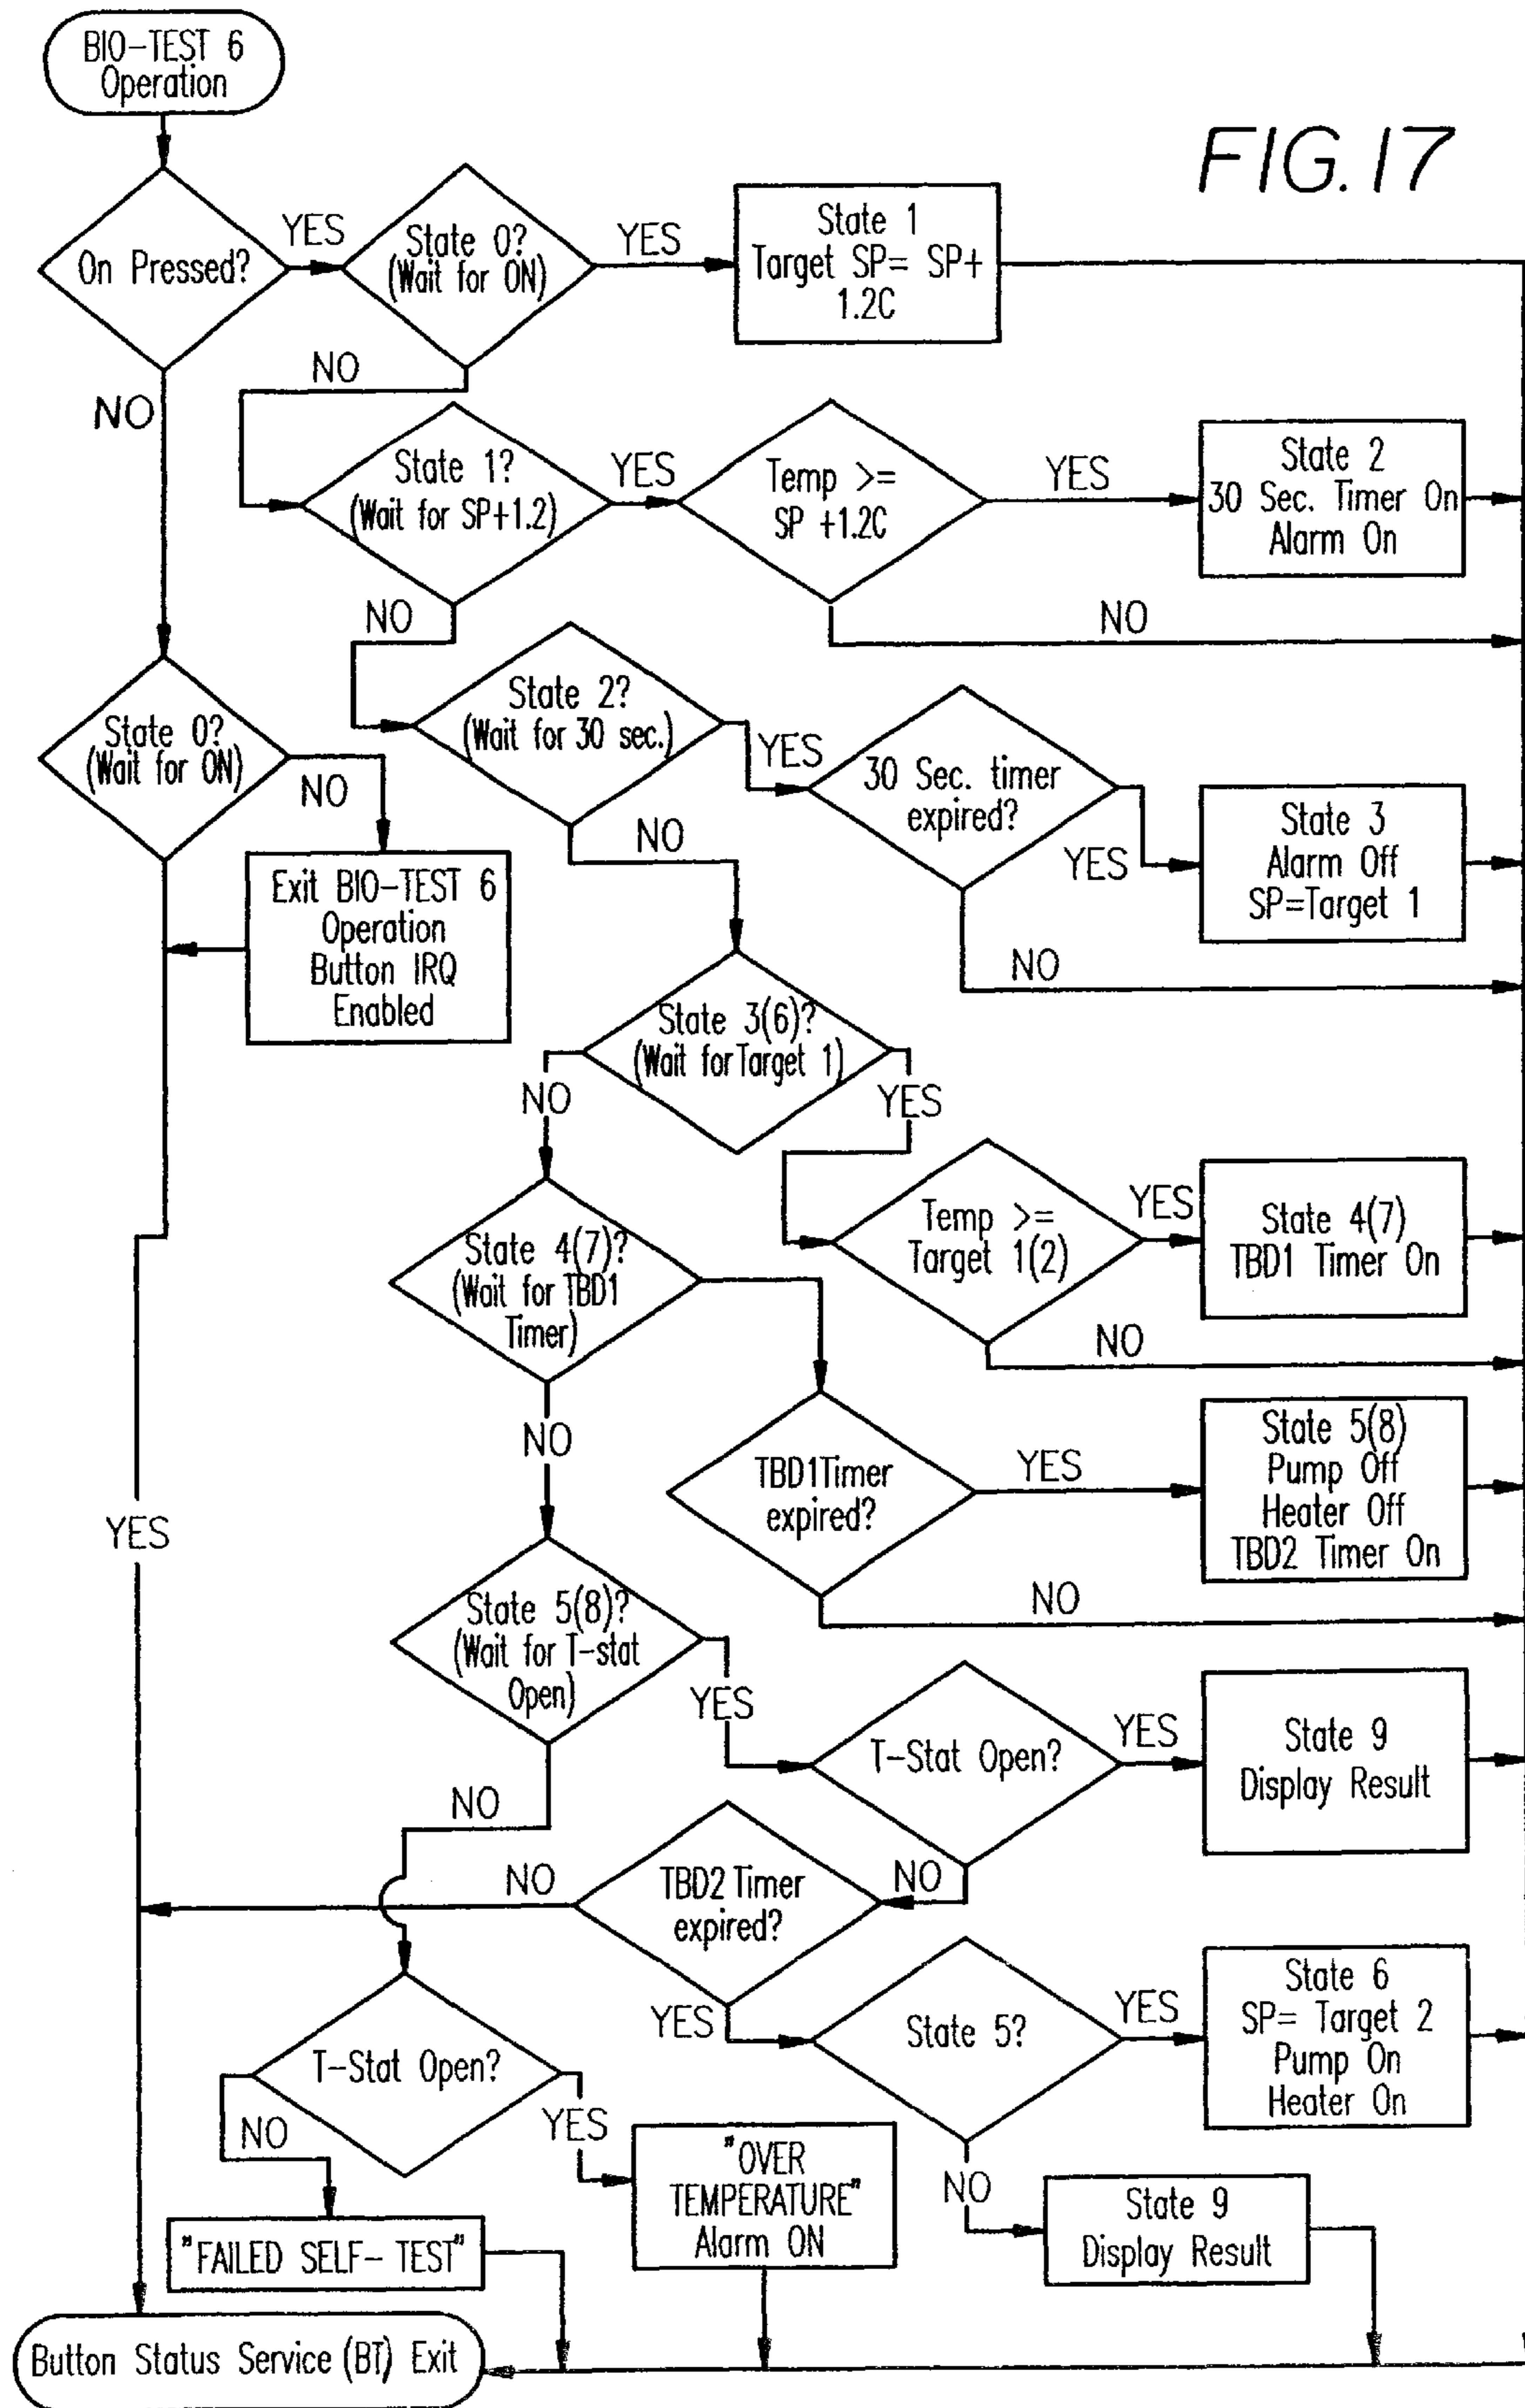 BIO-TEST 6
Operation
FIG. 17
On Pressed?
YES
State 0?
(Wait for ON)
YES
State 1
Target SP= SP+
1.2C
NO
NO
State 1?
(Wait for SP+1.2)
YES
Temp >=
SP +1.2C
YES
State 2
30 Sec. Timer On
Alarm On
NO
NO
State 0?
(Wait for ON)
NO
State 2?
(Wait for 30 sec.)
YES
30 Sec. timer
expired?
YES
State 3
Alarm Off
SP=Target 1
NO
NO
Exit BIO-TEST 6
Operation
Button IRQ
Enabled
State 3(6)?
(Wait for Target 1)
NO
YES
Temp >=
Target 1(2)
YES
State 4(7)
TBD1 Timer On
NO
State 4(7)?
(Wait for TBD1
Timer)
NO
TBD1 Timer
expired?
YES
State 5(8)
Pump Off
Heater Off
TBD2 Timer On
NO
YES
State 5(8)?
(Wait for T-stat
Open)
YES
T-Stat Open?
YES
State 9
Display Result
NO
NO
TBD2 Timer
expired?
NO
YES
State 5?
YES
State 6
SP= Target 2
Pump On
Heater On
T-Stat Open?
NO
YES
"OVER
TEMPERATURE"
Alarm ON
NO
State 9
Display Result
"FAILED SELF- TEST"
Button Status Service (BT) Exit